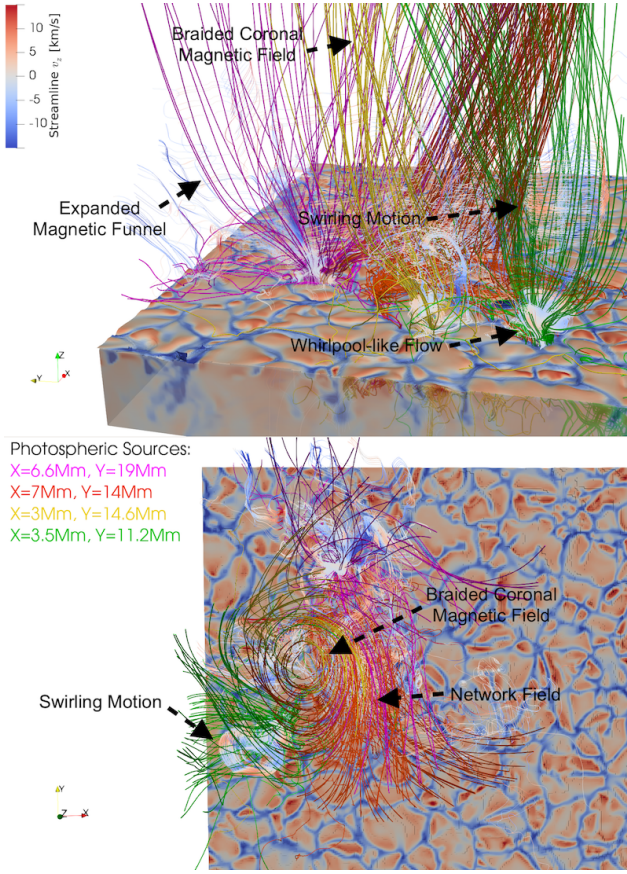 15
10
5
0
-5
-10
Streamline v_z [km/s]
Braided Coronal
Magnetic Field
Expanded
Magnetic Funnel
Swirling Motion
Whirlpool-like Flow
Z
Y
X
Photospheric Sources:
X=6.6Mm, Y=19Mm
X=7Mm, Y=14Mm
X=3Mm, Y=14.6Mm
X=3.5Mm, Y=11.2Mm
Braided Coronal
Magnetic Field
Network Field
Swirling Motion
Y
Z
X